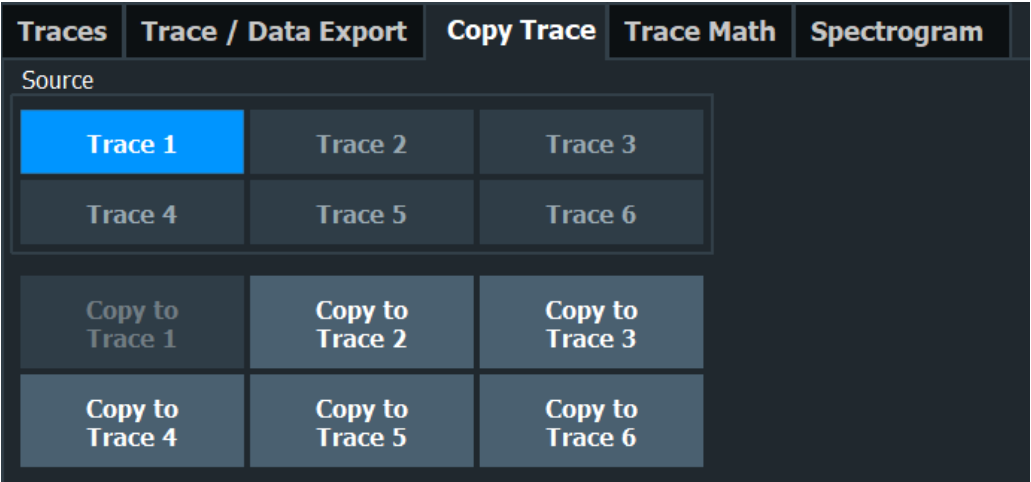 Traces Trace / Data Export Copy Trace Trace Math Spectrogram
Source
Trace 1 Trace 2 Trace 3
Trace 4 Trace 5 Trace 6
Copy to Copy to Copy to
Trace 1 Trace 2 Trace 3
Copy to Copy to Copy to
Trace 4 Trace 5 Trace 6